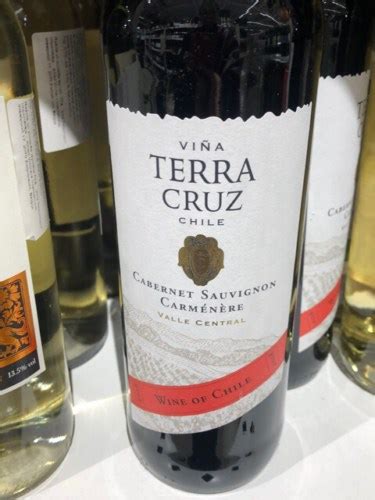 VIÑA
TERRA
CRUZ
CHILE
CABERNET SAUVIGNON
CARMÉNÈRE
VALLE CENTRAL
WINE OF CHILE
13.5% vol